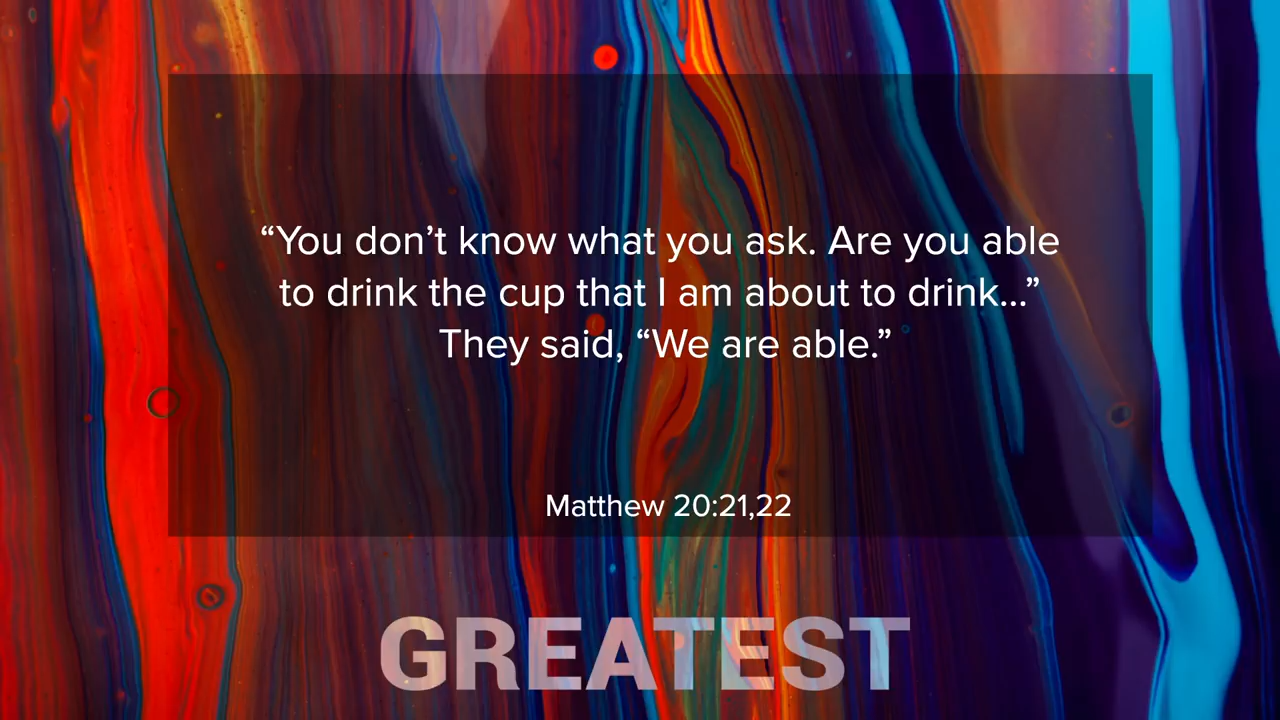 “You don’t know what you ask. Are you able
to drink the cup that I am about to drink...”
They said, “We are able.”
Matthew 20:21,22
GREATEST